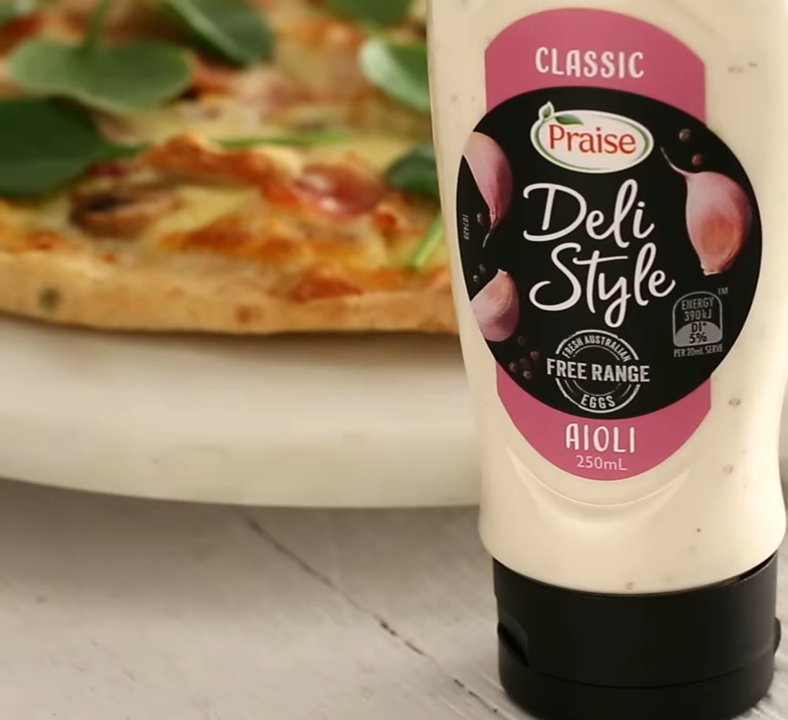 CLASSIC
Praise
Deli
Style
ENERGY
390kJ
DI*
5%
PER 20mL SERVE
FRESH AUSTRALIAN
FREE RANGE
EGGS
AIOLI
250mL